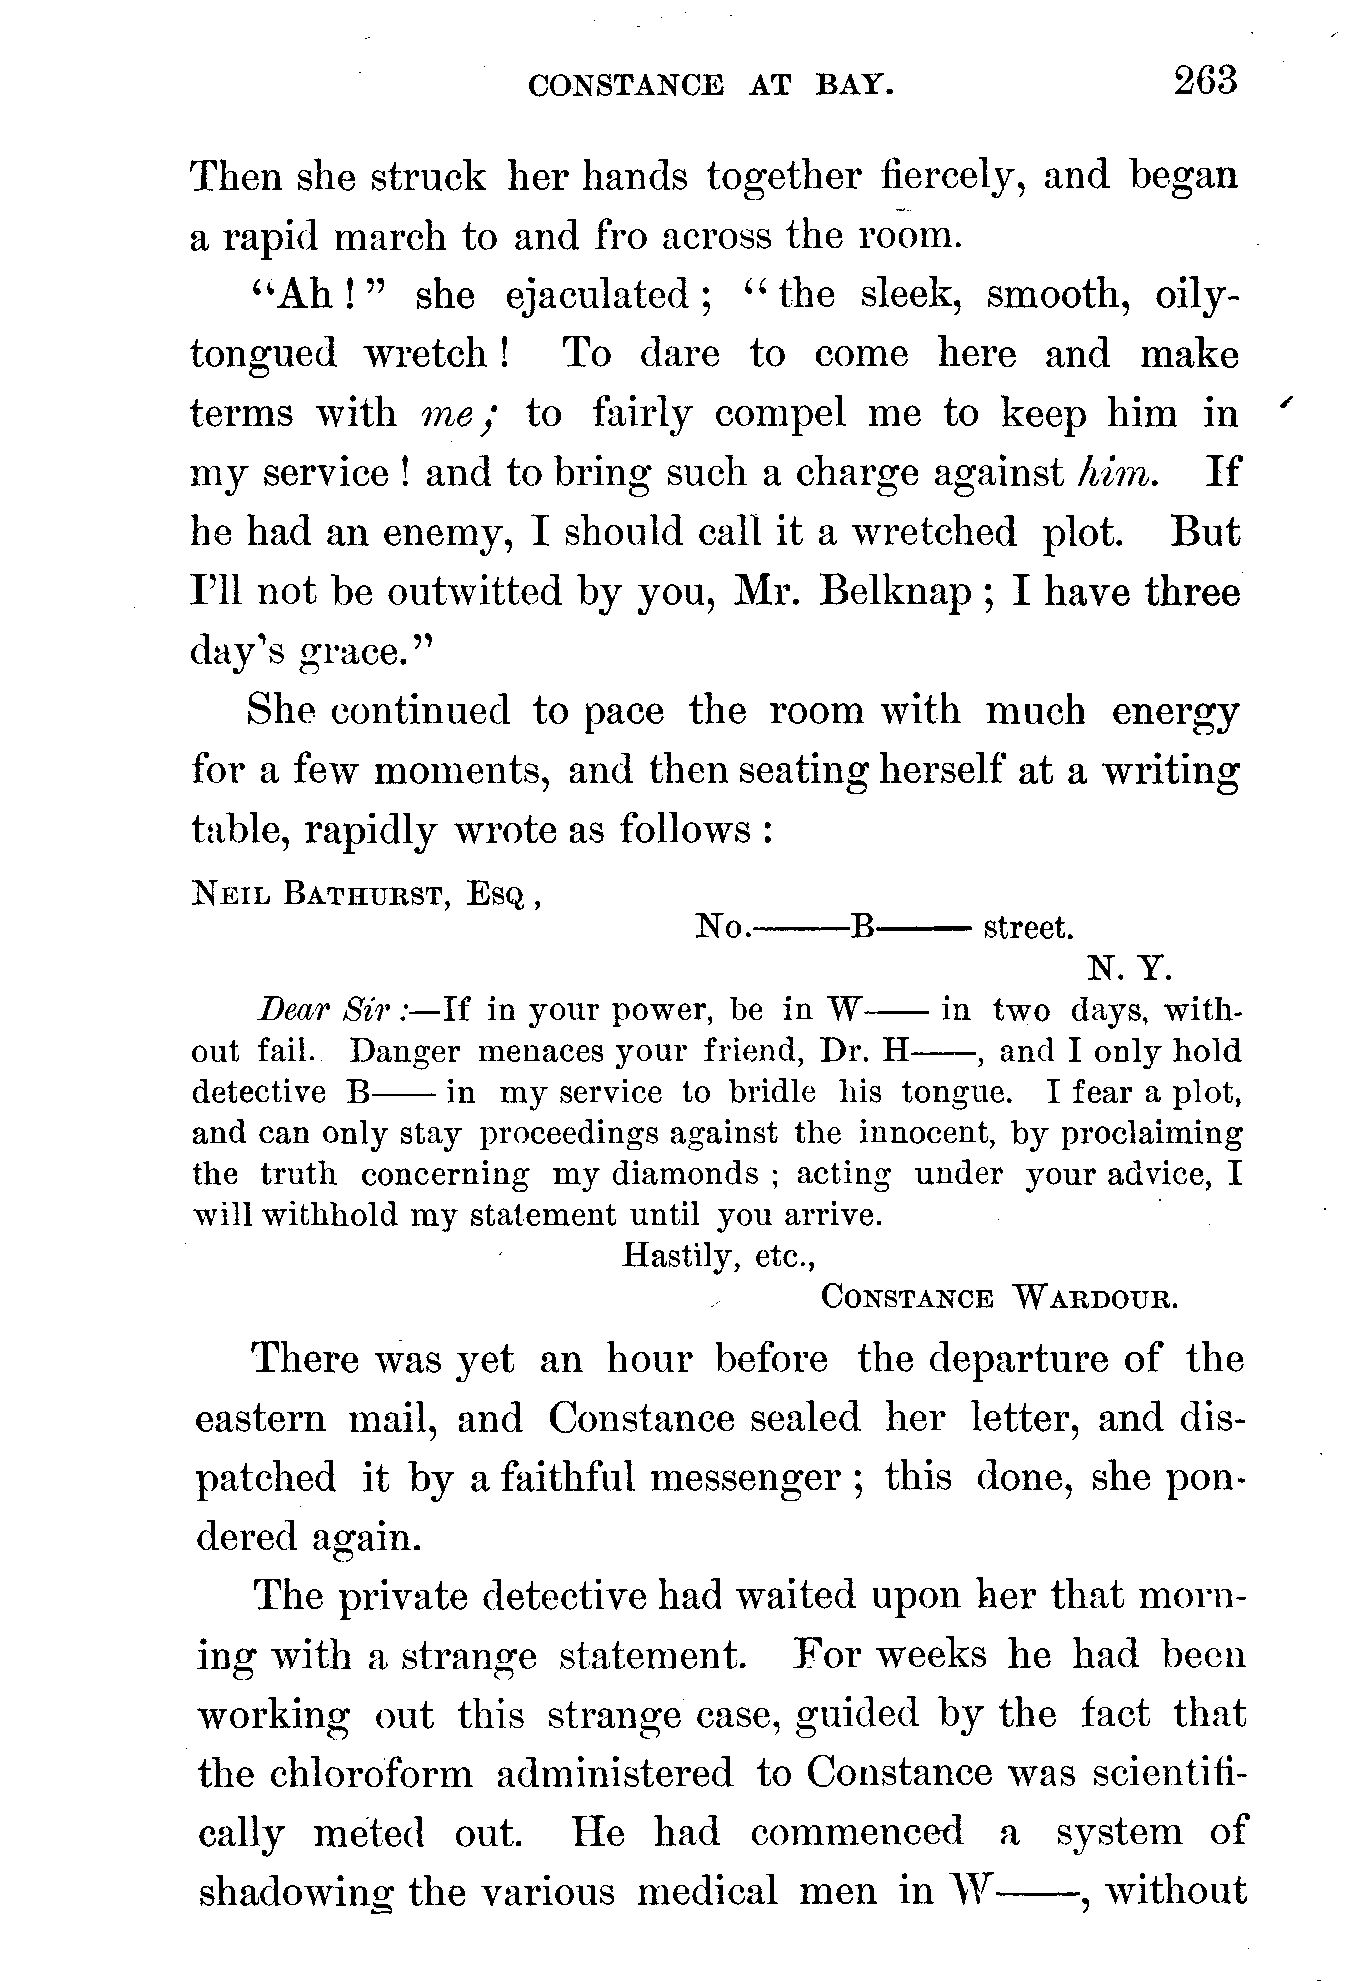 CONSTANCE AT BAY. 263
Then she struck her hands together fiercely, and began
a rapid march to and fro across the room.
“Ah!” she ejaculated; “the sleek, smooth, oily-
tongued wretch! To dare to come here and make
terms with me; to fairly compel me to keep him in
my service! and to bring such a charge against him. If
he had an enemy, I should call it a wretched plot. But
I’ll not be outwitted by you, Mr. Belknap; I have three
day’s grace.”
She continued to pace the room with much energy
for a few moments, and then seating herself at a writing
table, rapidly wrote as follows:
NEIL BATHURST, ESQ,
No.——B—— street.
N. Y.
Dear Sir:—If in your power, be in W—— in two days, with-
out fail. Danger menaces your friend, Dr. H——, and I only hold
detective B—— in my service to bridle his tongue. I fear a plot,
and can only stay proceedings against the innocent, by proclaiming
the truth concerning my diamonds; acting under your advice, I
will withhold my statement until you arrive.
Hastily, etc.,
CONSTANCE WARDOUR.
There was yet an hour before the departure of the
eastern mail, and Constance sealed her letter, and dis-
patched it by a faithful messenger; this done, she pon-
dered again.
The private detective had waited upon her that morn-
ing with a strange statement. For weeks he had been
working out this strange case, guided by the fact that
the chloroform administered to Constance was scientifi-
cally meted out. He had commenced a system of
shadowing the various medical men in W——, without